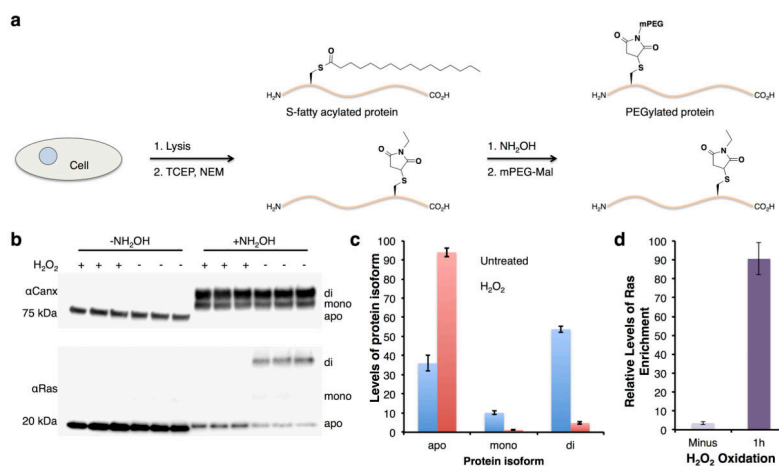 a
mPEG
N
O
O
S
O
S
H₂N
CO₂H
S-fatty acylated protein
H₂N
CO₂H
PEGylated protein
Cell
1. Lysis
2. TCEP, NEM
N
O
O
S
H₂N
CO₂H
1. NH₂OH
2. mPEG-Mal
N
O
O
S
H₂N
CO₂H
b
-NH₂OH
+NH₂OH
H₂O₂ + + + - - - + + + - - -
αCanx
75 kDa
di
mono
apo
αRas
20 kDa
di
mono
apo
c
Levels of protein isoform
100
90
80
70
60
50
40
30
20
10
0
Untreated
H₂O₂
apo mono di
Protein isoform
d
Relative Levels of Ras
Enrichment
100
90
80
70
60
50
40
30
20
10
0
Minus 1h
H₂O₂ Oxidation